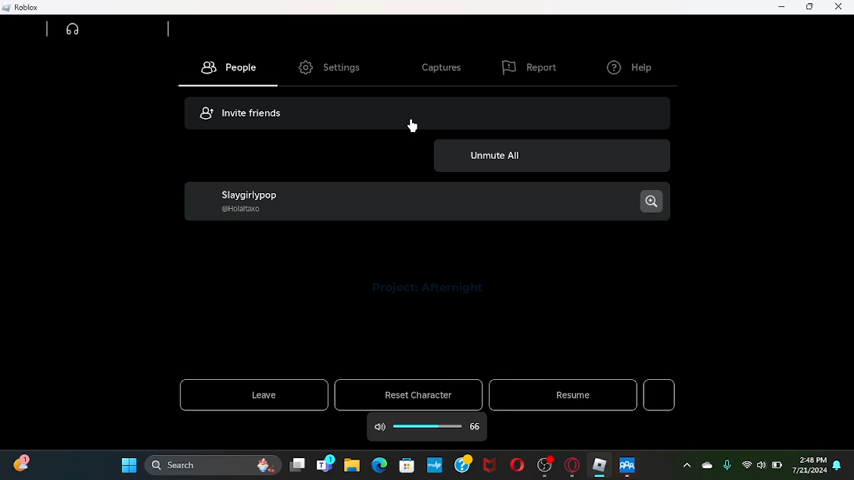 Roblox
People
Settings
Captures
Report
Help
Invite friends
Unmute All
Slaygirlypop
@Holaitaxo
Project: Afternight
Leave
Reset Character
Resume
66
Search
2:48 PM
7/21/2024